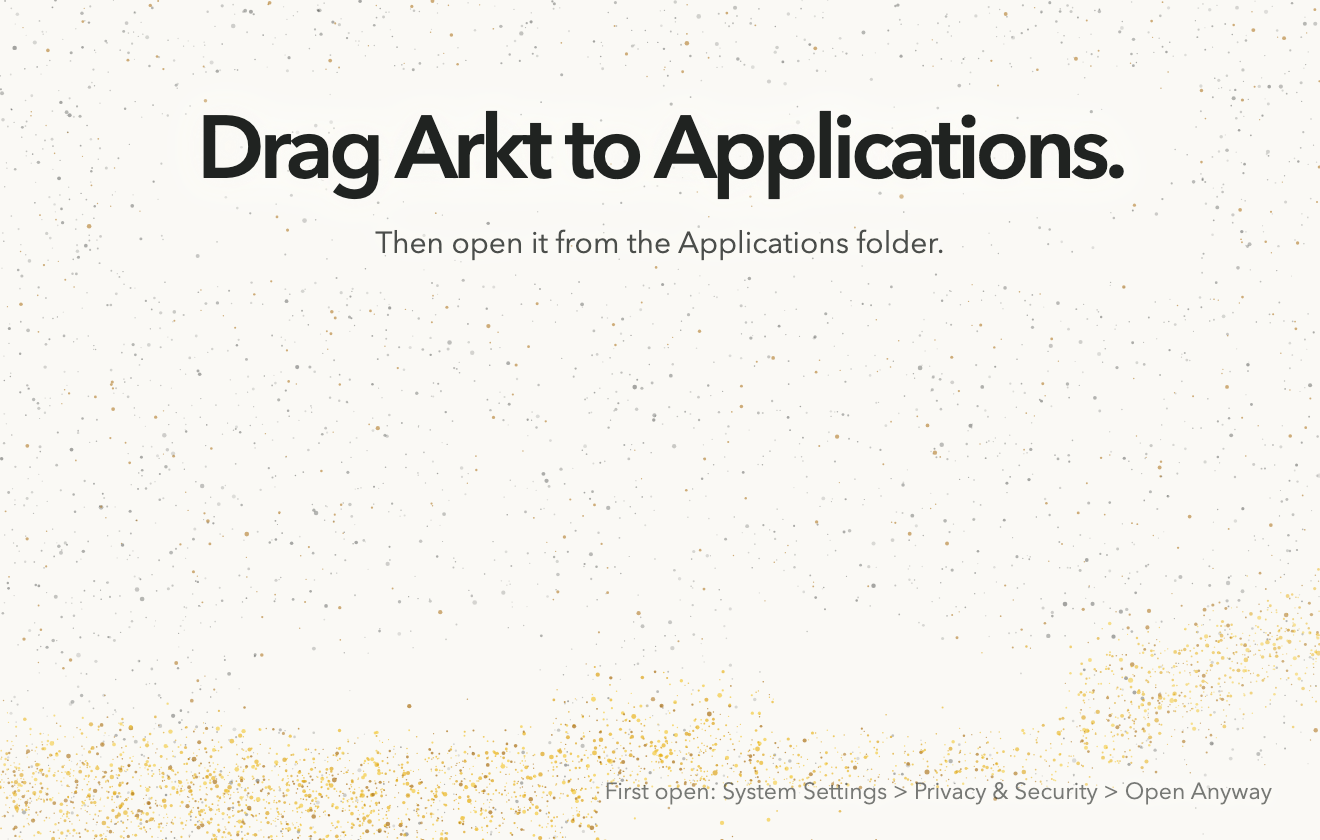 Drag Arkt to Applications.
Then open it from the Applications folder.
First open: System Settings > Privacy & Security > Open Anyway